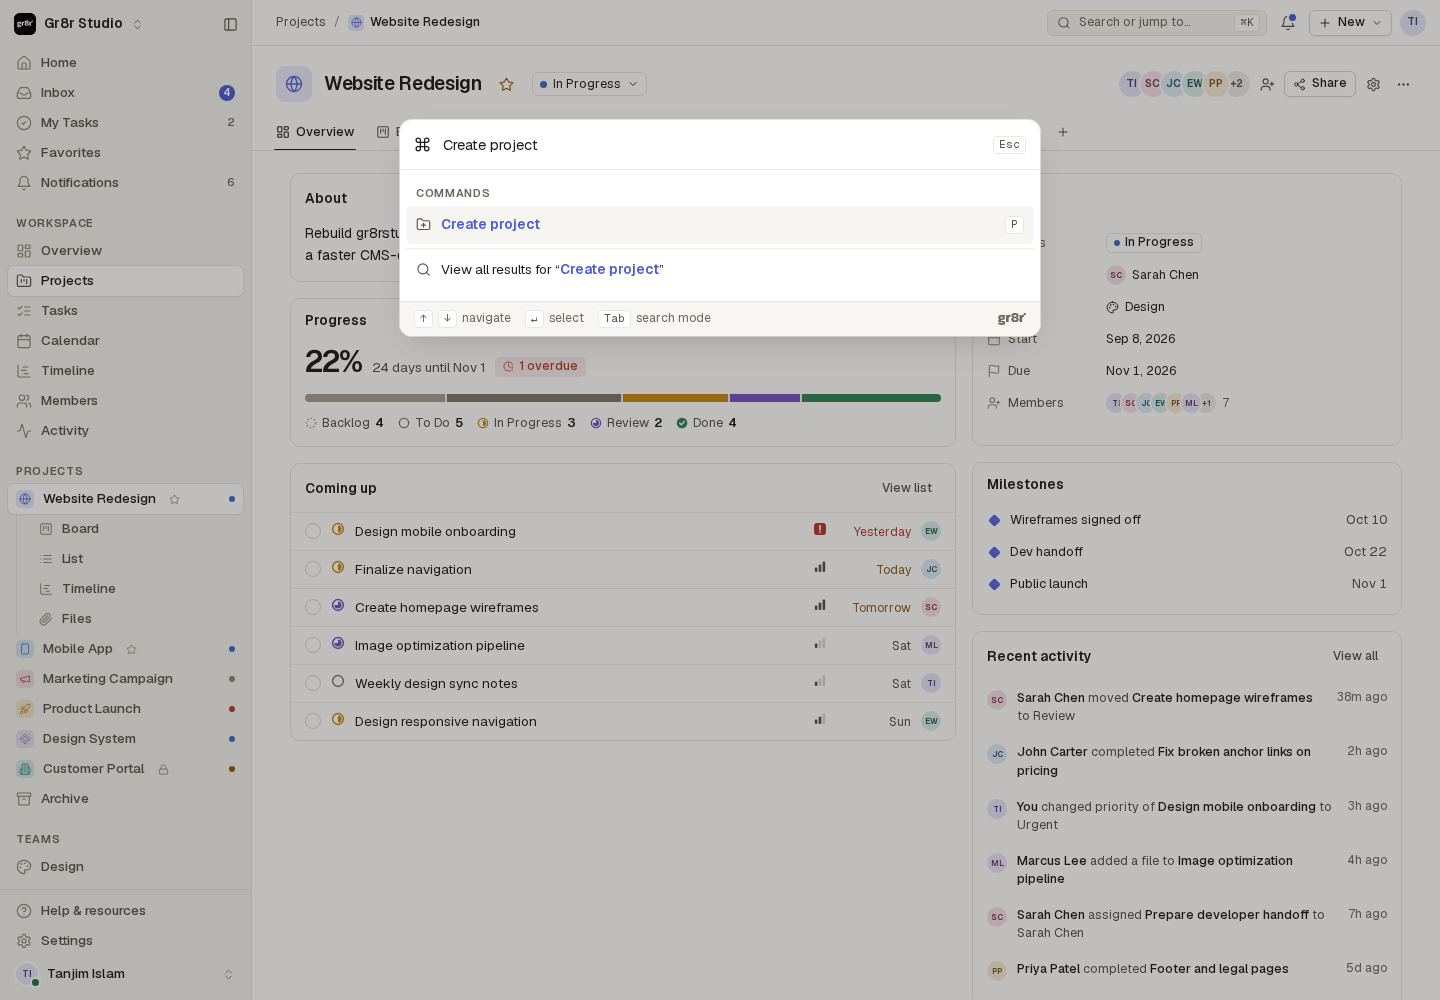 gr8r
Gr8r Studio
Home
Inbox
4
My Tasks
2
Favorites
Notifications
6
WORKSPACE
Overview
Projects
Tasks
Calendar
Timeline
Members
Activity
PROJECTS
Website Redesign
Board
List
Timeline
Files
Mobile App
Marketing Campaign
Product Launch
Design System
Customer Portal
Archive
TEAMS
Design
Help & resources
Settings
TI
Tanjim Islam
Projects / Website Redesign
Search or jump to…
⌘K
New
TI
Website Redesign
In Progress
TI SC JC EW PP +2
Share
Overview
Create project
Esc
COMMANDS
Create project
P
View all results for “Create project”
↑ ↓ navigate ↵ select Tab search mode
gr8r
About
Rebuild gr8rstu
a faster CMS-
Progress
22% 24 days until Nov 1 1 overdue
Backlog 4 To Do 5 In Progress 3 Review 2 Done 4
Coming up
View list
Design mobile onboarding Yesterday EW
Finalize navigation Today JC
Create homepage wireframes Tomorrow SC
Image optimization pipeline Sat ML
Weekly design sync notes Sat TI
Design responsive navigation Sun EW
In Progress
SC Sarah Chen
Design
Start Sep 8, 2026
Due Nov 1, 2026
Members ML +1 7
Milestones
Wireframes signed off Oct 10
Dev handoff Oct 22
Public launch Nov 1
Recent activity
View all
SC Sarah Chen moved Create homepage wireframes 38m ago
to Review
JC John Carter completed Fix broken anchor links on 2h ago
pricing
TI You changed priority of Design mobile onboarding to 3h ago
Urgent
ML Marcus Lee added a file to Image optimization 4h ago
pipeline
SC Sarah Chen assigned Prepare developer handoff to 7h ago
Sarah Chen
PP Priya Patel completed Footer and legal pages 5d ago